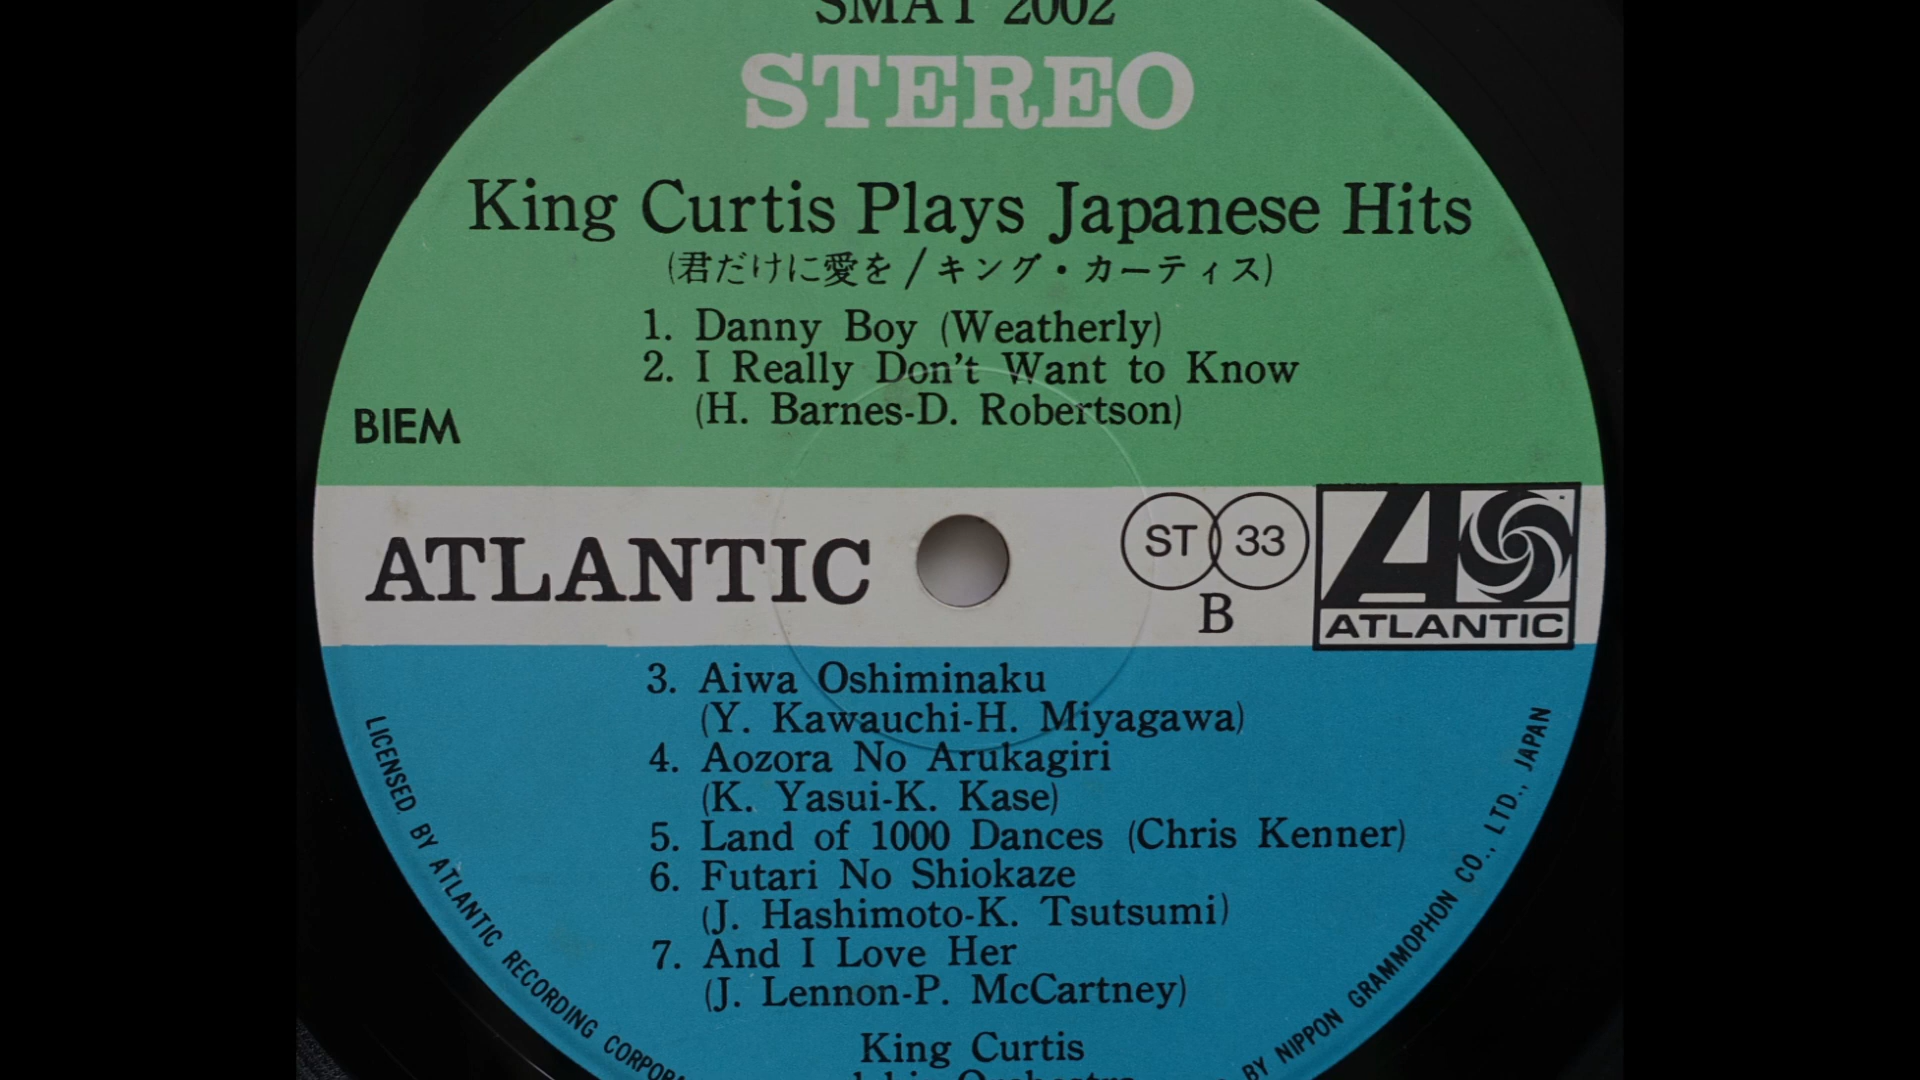 SMAT 2002
STEREO
King Curtis Plays Japanese Hits
(君だけに愛を/キング・カーティス)
1. Danny Boy (Weatherly)
2. I Really Don't Want to Know
(H. Barnes-D. Robertson)
BIEM
ATLANTIC
ST 33
B
ATLANTIC
3. Aiwa Oshiminaku
(Y. Kawauchi-H. Miyagawa)
4. Aozora No Arukagiri
(K. Yasui-K. Kase)
5. Land of 1000 Dances (Chris Kenner)
6. Futari No Shiokaze
(J. Hashimoto-K. Tsutsumi)
7. And I Love Her
(J. Lennon-P. McCartney)
King Curtis
Orchestra
LICENSED BY ATLANTIC RECORDING
BY NIPPON GRAMMOPHON CO., LTD., JAPAN